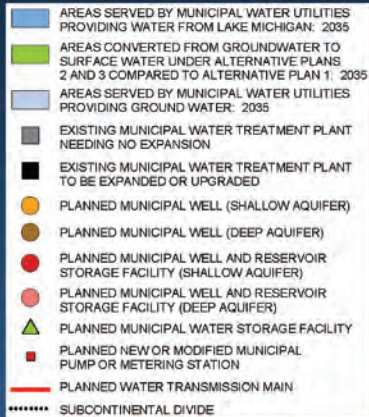 AREAS SERVED BY MUNICIPAL WATER UTILITIES
PROVIDING WATER FROM LAKE MICHIGAN: 2035
AREAS CONVERTED FROM GROUNDWATER TO
SURFACE WATER UNDER ALTERNATIVE PLANS
2 AND 3 COMPARED TO ALTERNATIVE PLAN 1: 2035
AREAS SERVED BY MUNICIPAL WATER UTILITIES
PROVIDING GROUND WATER: 2035
EXISTING MUNICIPAL WATER TREATMENT PLANT
NEEDING NO EXPANSION
EXISTING MUNICIPAL WATER TREATMENT PLANT
TO BE EXPANDED OR UPGRADED
PLANNED MUNICIPAL WELL (SHALLOW AQUIFER)
PLANNED MUNICIPAL WELL (DEEP AQUIFER)
PLANNED MUNICIPAL WELL AND RESERVOIR
STORAGE FACILITY (SHALLOW AQUIFER)
PLANNED MUNICIPAL WELL AND RESERVOIR
STORAGE FACILITY (DEEP AQUIFER)
PLANNED MUNICIPAL WATER STORAGE FACILITY
PLANNED NEW OR MODIFIED MUNICIPAL
PUMP OR METERING STATION
PLANNED WATER TRANSMISSION MAIN
SUBCONTINENTAL DIVIDE